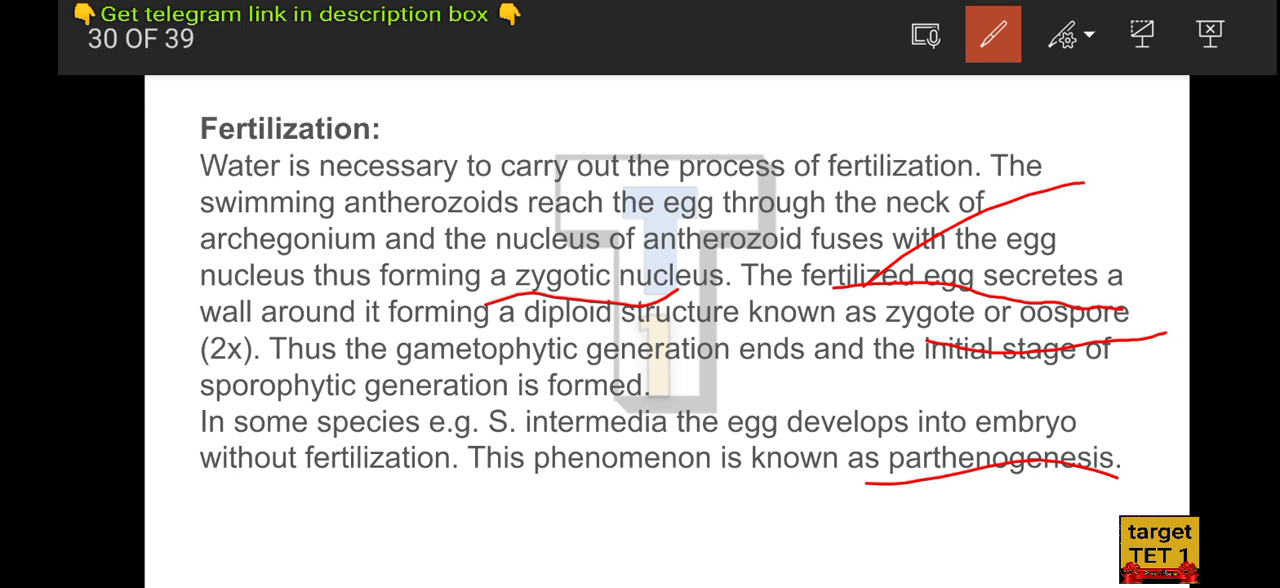 👇Get telegram link in description box 👇
30 OF 39
Fertilization:
Water is necessary to carry out the process of fertilization. The
swimming antherozoids reach the egg through the neck of
archegonium and the nucleus of antherozoid fuses with the egg
nucleus thus forming a zygotic nucleus. The fertilized egg secretes a
wall around it forming a diploid structure known as zygote or oospore
(2x). Thus the gametophytic generation ends and the initial stage of
sporophytic generation is formed.
In some species e.g. S. intermedia the egg develops into embryo
without fertilization. This phenomenon is known as parthenogenesis.
T
1
target
TET 1